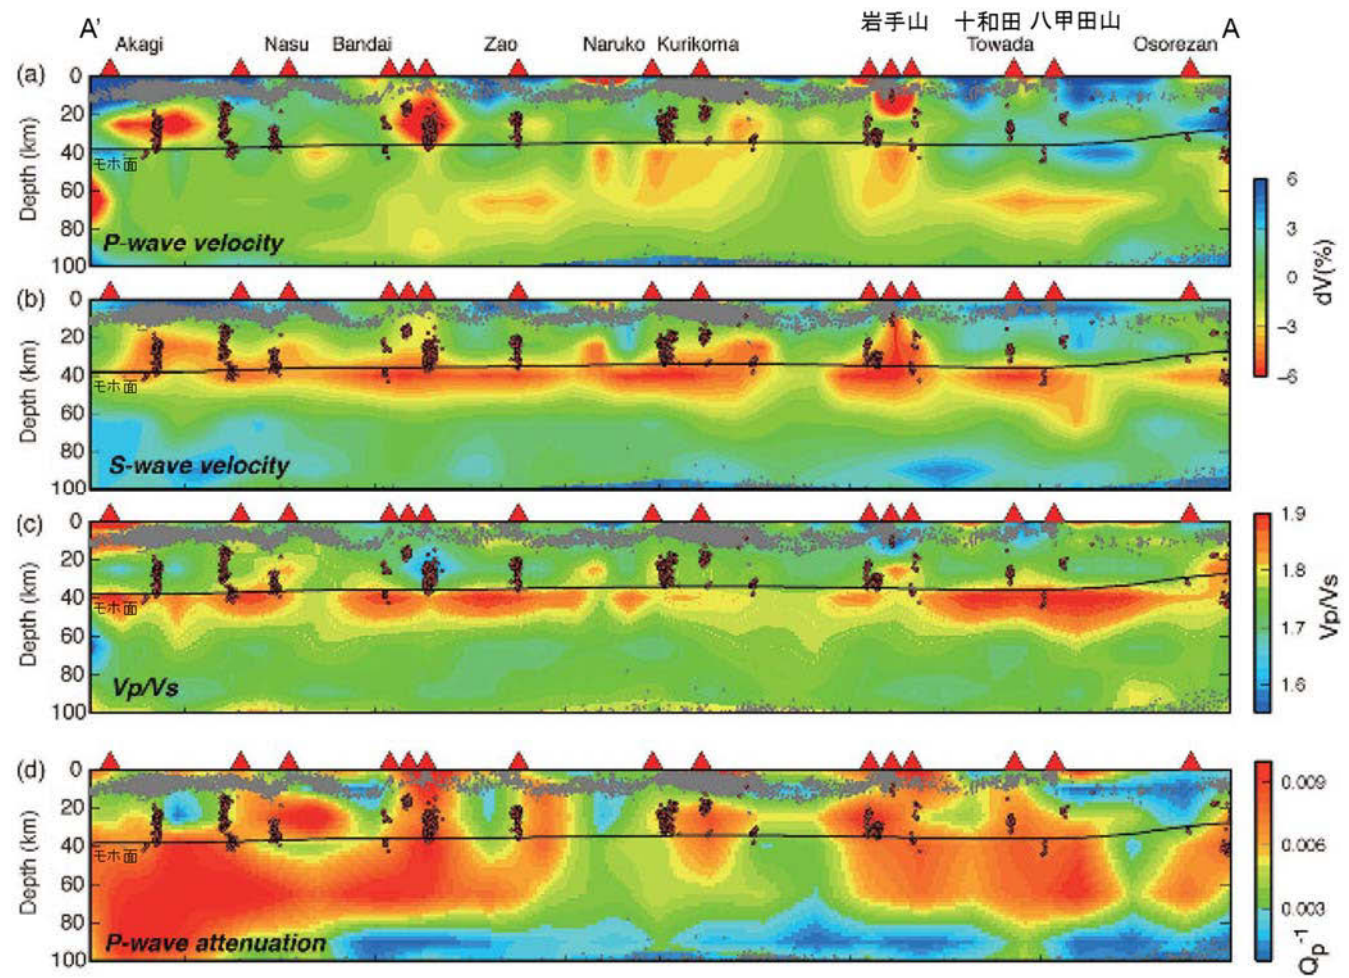 A' 岩手山 十和田 八甲田山 A
Akagi Nasu Bandai Zao Naruko Kurikoma Towada Osorezan
(a) 0
20
40
60
80
100
Depth (km)
モホ面
P-wave velocity
(b) 0
20
40
60
80
100
Depth (km)
モホ面
S-wave velocity
6
3
0
−3
−6
dV(%)
(c) 0
20
40
60
80
100
Depth (km)
モホ面
Vp/Vs
1.9
1.8
1.7
1.6
Vp/Vs
(d) 0
20
40
60
80
100
Depth (km)
モホ面
P-wave attenuation
0.009
0.006
0.003
Qp⁻¹